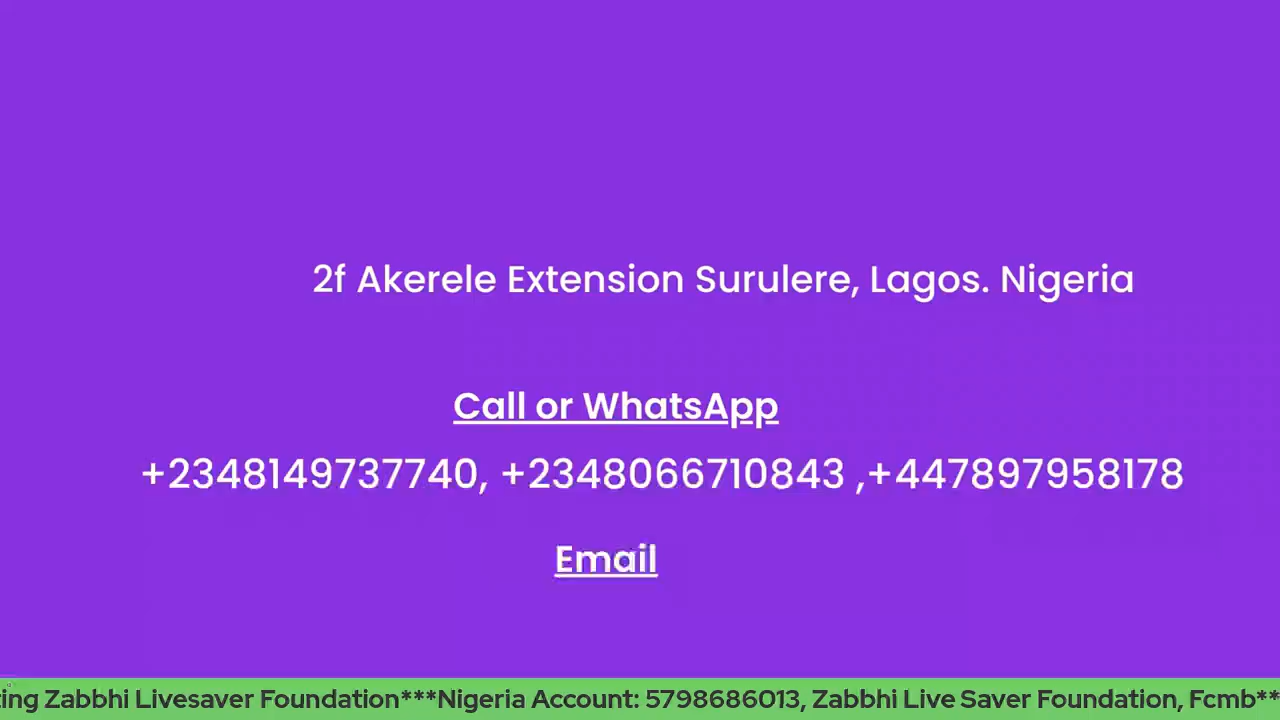 2f Akerele Extension Surulere, Lagos. Nigeria
Call or WhatsApp
+2348149737740, +2348066710843 ,+447897958178
Email
ing Zabbhi Livesaver Foundation***Nigeria Account: 5798686013, Zabbhi Live Saver Foundation, Fcmb**